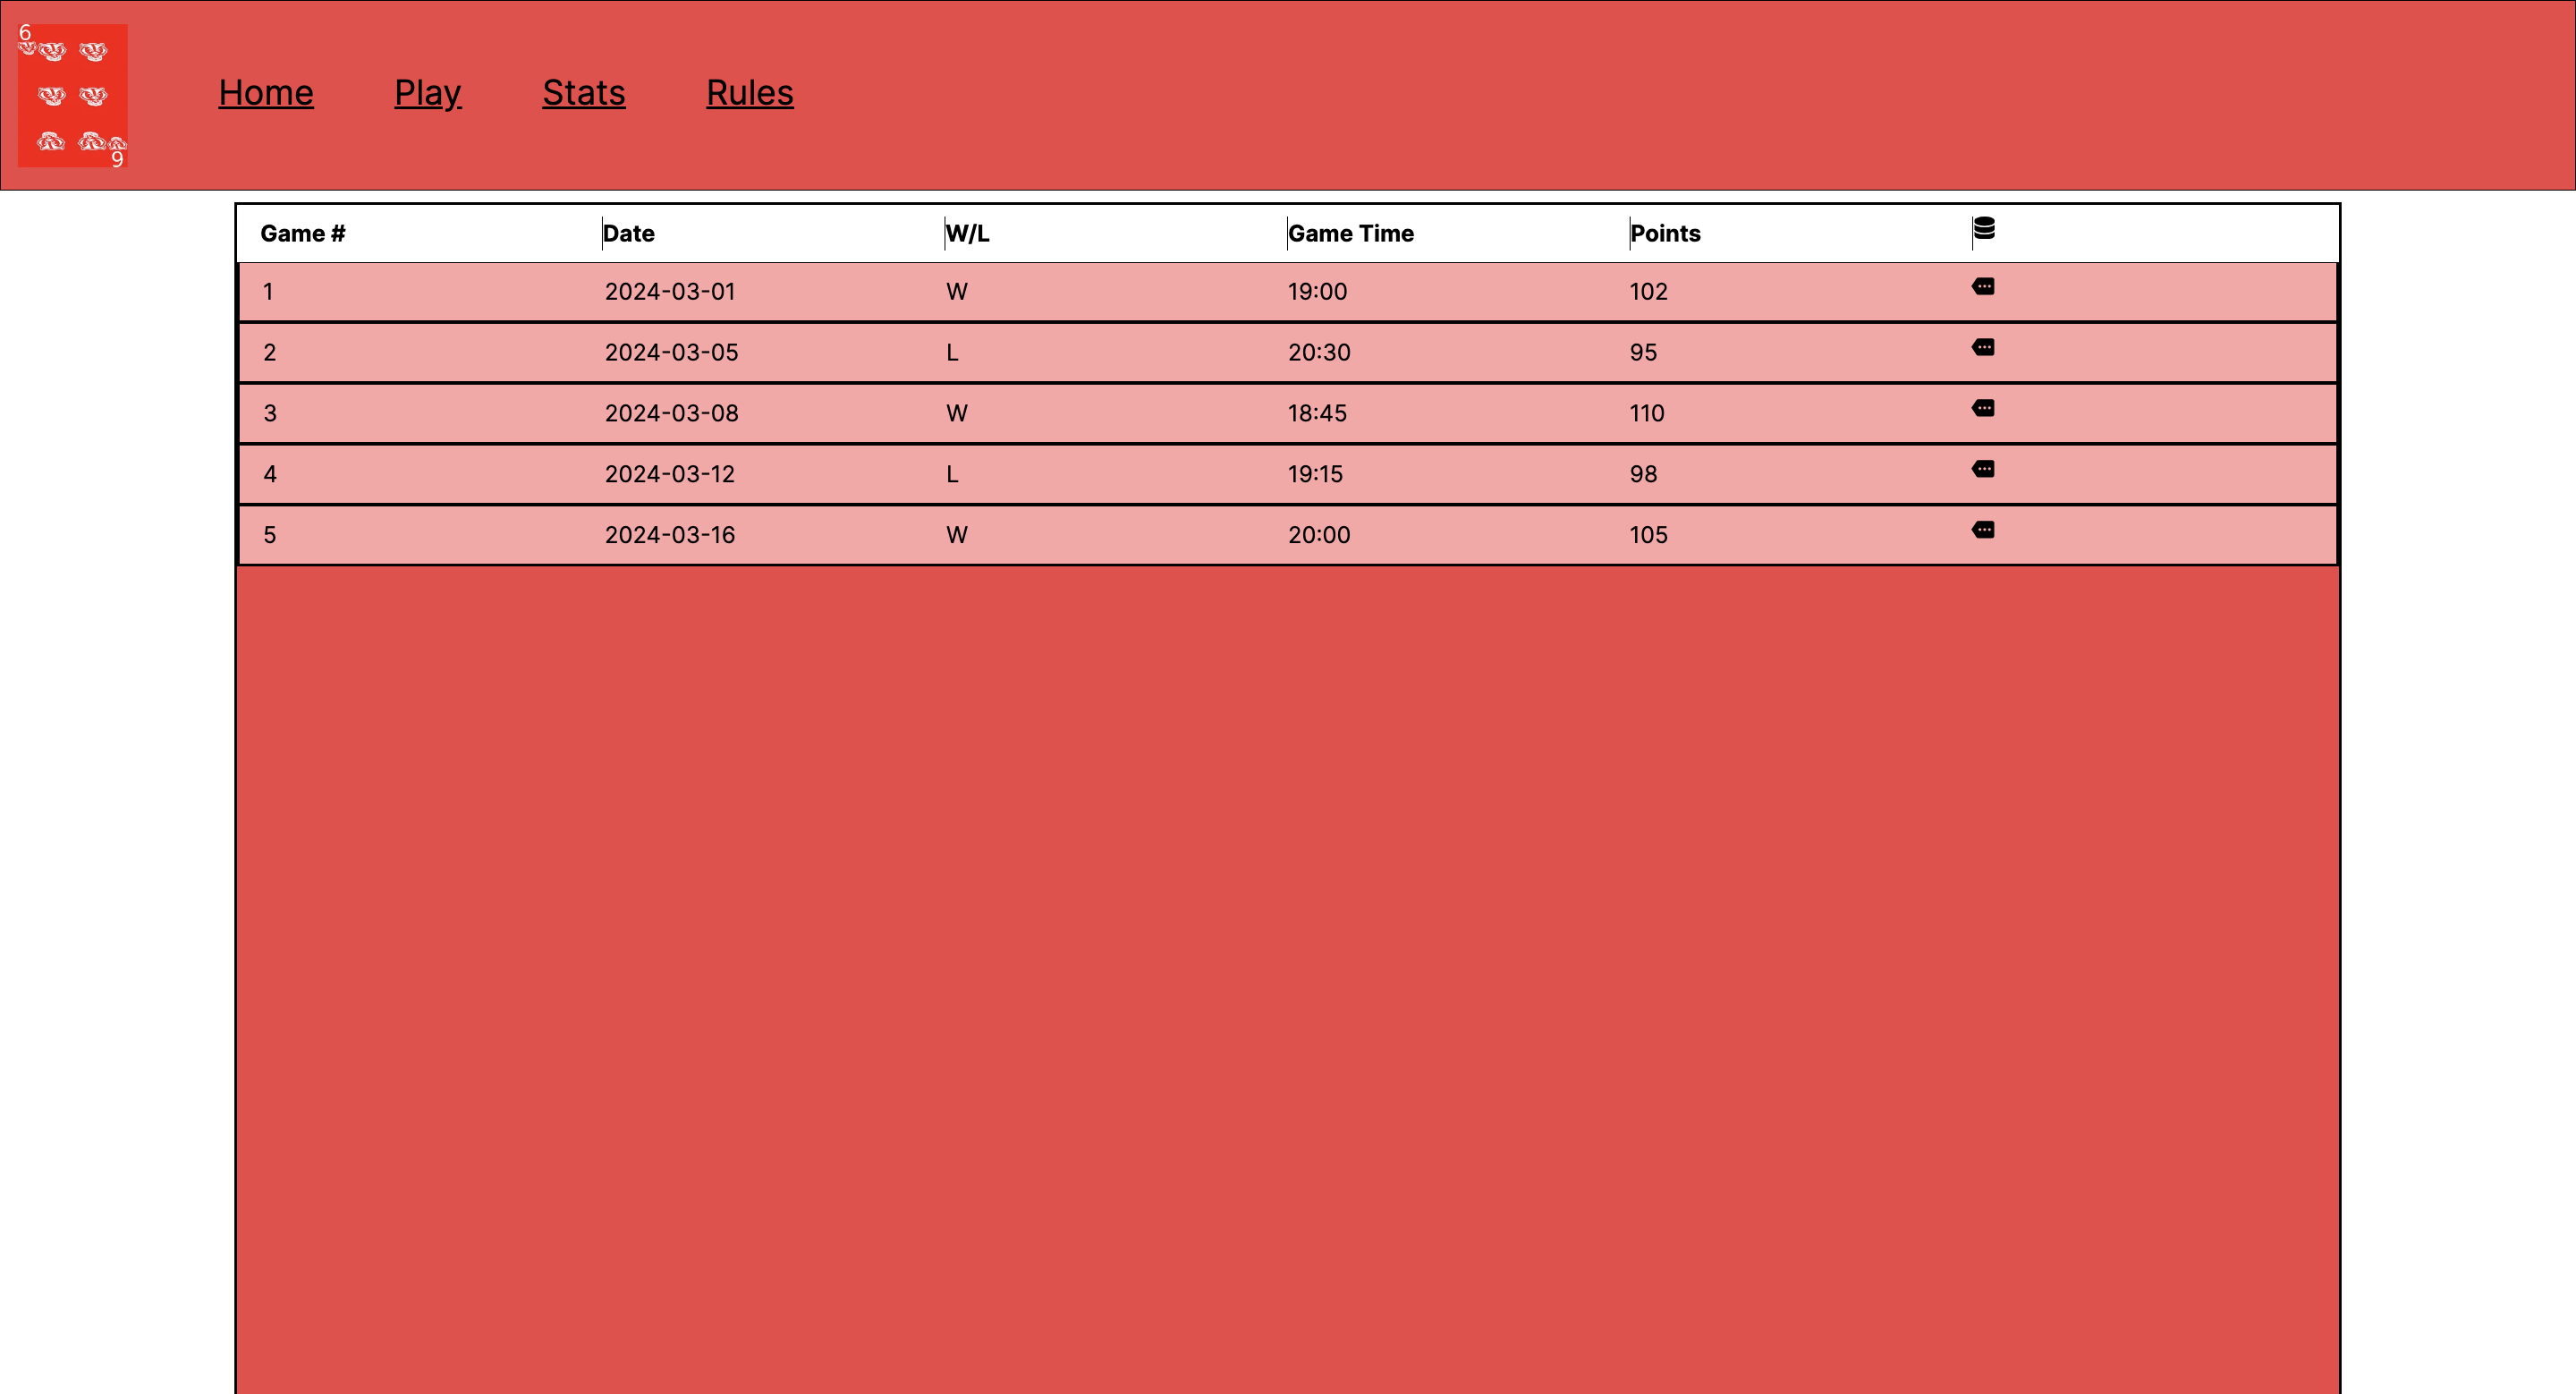 6
9
Home Play Stats Rules
Game # Date W/L Game Time Points
1 2024-03-01 W 19:00 102
2 2024-03-05 L 20:30 95
3 2024-03-08 W 18:45 110
4 2024-03-12 L 19:15 98
5 2024-03-16 W 20:00 105